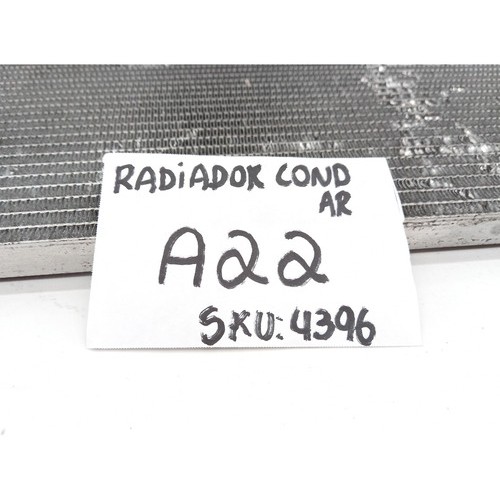 RADiADOR COND
AR
A22
SKU: 4396